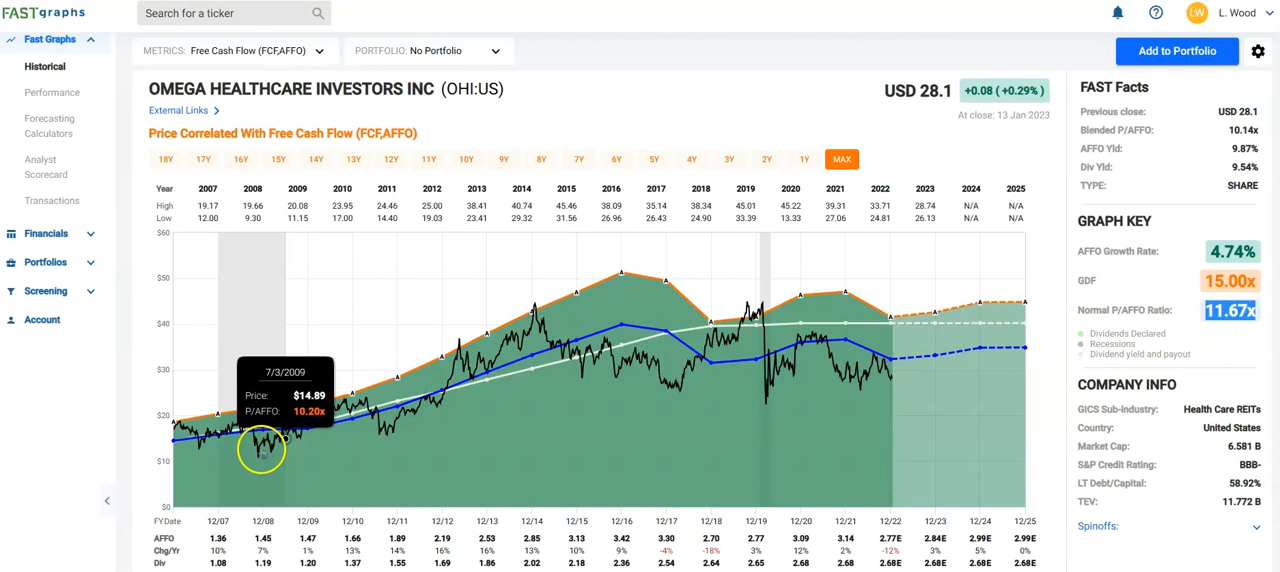 FASTgraphs
Search for a ticker
LW
L. Wood
Fast Graphs
Historical
Performance
Forecasting
Calculators
Analyst
Scorecard
Transactions
Financials
Portfolios
Screening
Account
METRICS: Free Cash Flow (FCF,AFFO)
PORTFOLIO: No Portfolio
Add to Portfolio
OMEGA HEALTHCARE INVESTORS INC (OHI:US)
USD 28.1 +0.08 ( +0.29% )
External Links
At close: 13 Jan 2023
Price Correlated With Free Cash Flow (FCF,AFFO)
18Y 17Y 16Y 15Y 14Y 13Y 12Y 11Y 10Y 9Y 8Y 7Y 6Y 5Y 4Y 3Y 2Y 1Y MAX
Year 2007 2008 2009 2010 2011 2012 2013 2014 2015 2016 2017 2018 2019 2020 2021 2022 2023 2024 2025
High 19.17 19.66 20.08 23.95 24.46 25.00 38.41 40.74 45.46 38.09 35.14 38.34 45.01 45.22 39.31 33.71 28.74 N/A N/A
Low 12.00 9.30 11.15 17.00 14.40 19.03 23.41 29.32 31.56 26.96 26.43 24.90 33.39 13.33 27.06 24.81 26.13 N/A N/A
$60
$50
$40
$30
$20
$10
$0
7/3/2009
Price: $14.89
P/AFFO: 10.20x
FYDate 12/07 12/08 12/09 12/10 12/11 12/12 12/13 12/14 12/15 12/16 12/17 12/18 12/19 12/20 12/21 12/22 12/23 12/24 12/25
AFFO 1.36 1.45 1.47 1.66 1.89 2.19 2.53 2.85 3.13 3.42 3.30 2.70 2.77 3.09 3.14 2.77E 2.84E 2.99E 2.99E
Chg/Yr 10% 7% 1% 13% 14% 16% 16% 13% 10% 9% -4% -18% 3% 12% 2% -12% 3% 5% 0%
Div 1.08 1.19 1.20 1.37 1.55 1.69 1.86 2.02 2.18 2.36 2.54 2.64 2.65 2.68 2.68 2.68E 2.68E 2.68E 2.68E
FAST Facts
Previous close: USD 28.1
Blended P/AFFO: 10.14x
AFFO Yld: 9.87%
Div Yld: 9.54%
TYPE: SHARE
GRAPH KEY
AFFO Growth Rate: 4.74%
GDF 15.00x
Normal P/AFFO Ratio: 11.67x
Dividends Declared
Recessions
Dividend yield and payout
COMPANY INFO
GICS Sub-industry: Health Care REITs
Country: United States
Market Cap: 6.581 B
S&P Credit Rating: BBB-
LT Debt/Capital: 58.92%
TEV: 11.772 B
Spinoffs: